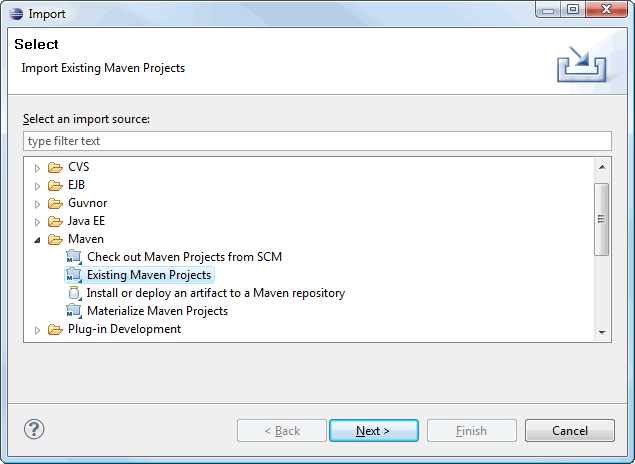 Import
Select
Import Existing Maven Projects
Select an import source:
type filter text
CVS
EJB
Guvnor
Java EE
Maven
Check out Maven Projects from SCM
Existing Maven Projects
Install or deploy an artifact to a Maven repository
Materialize Maven Projects
Plug-in Development
? < Back Next > Finish Cancel